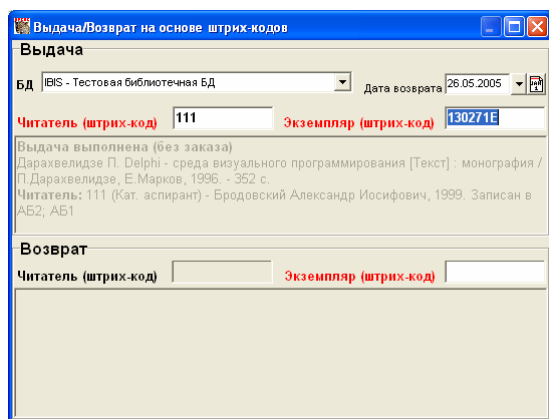 Выдача/Возврат на основе штрих-кодов
Выдача
БД IBIS - Тестовая библиотечная БД Дата возврата 26.05.2005
Читатель (штрих-код) 111 Экземпляр (штрих-код) 130271E
Выдача выполнена (без заказа)
Дарахвелидзе П. Delphi - среда визуального программирования [Текст] : монография /
П.Дарахвелидзе, Е.Марков, 1996. - 352 с.
Читатель: 111 (Кат. аспирант) - Бродовский Александр Иосифович, 1999. Записан в
АБ2; АБ1
Возврат
Читатель (штрих-код) Экземпляр (штрих-код)